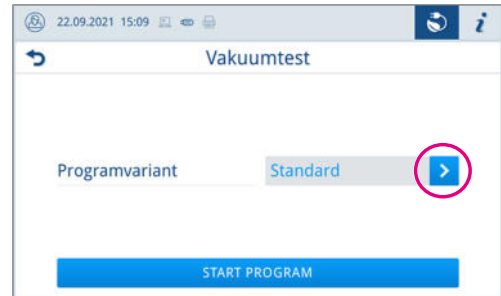 22.09.2021 15:09
Vakuumtest
Programvariant
Standard
START PROGRAM